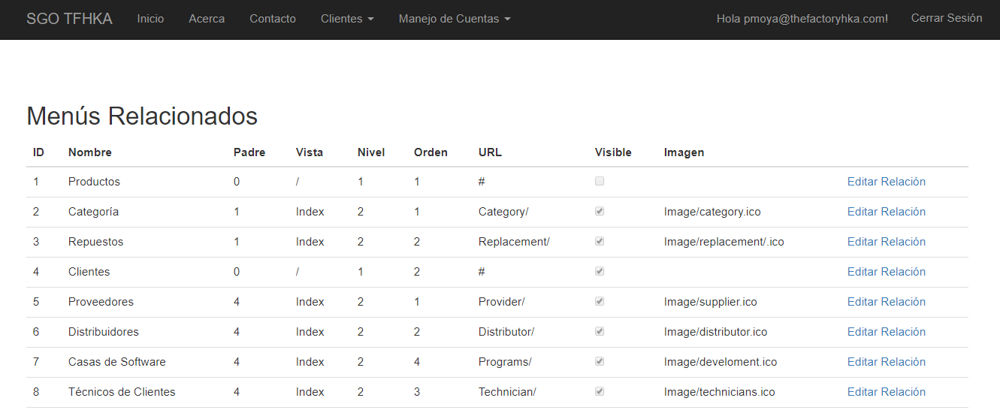 SGO TFHKA Inicio Acerca Contacto Clientes Manejo de Cuentas Hola pmoya@thefactoryhka.com! Cerrar Sesión
Menús Relacionados
ID Nombre Padre Vista Nivel Orden URL Visible Imagen
1 Productos 0 / 1 1 # Editar Relación
2 Categoría 1 Index 2 1 Category/ Image/category.ico Editar Relación
3 Repuestos 1 Index 2 2 Replacement/ Image/replacement/.ico Editar Relación
4 Clientes 0 / 1 2 # Editar Relación
5 Proveedores 4 Index 2 1 Provider/ Image/supplier.ico Editar Relación
6 Distribuidores 4 Index 2 2 Distributor/ Image/distributor.ico Editar Relación
7 Casas de Software 4 Index 2 4 Programs/ Image/develoment.ico Editar Relación
8 Técnicos de Clientes 4 Index 2 3 Technician/ Image/technicians.ico Editar Relación